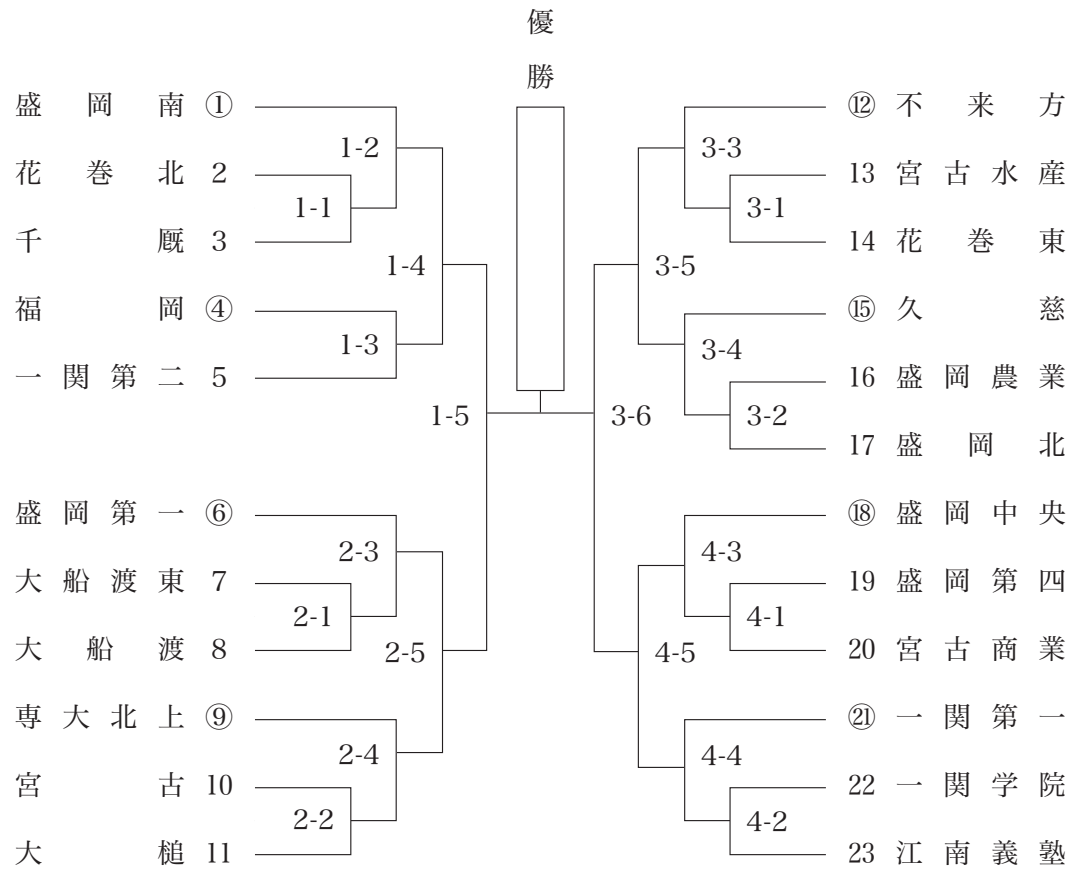 優
勝
盛岡南 ①
花巻北 2
千厩 3
福岡 ④
一関第二 5
盛岡第一 ⑥
大船渡東 7
大船渡 8
専大北上 ⑨
宮古 10
大槌 11
1-2
1-1
1-4
1-3
1-5
2-3
2-1
2-5
2-4
2-2
3-3
3-1
3-5
3-4
3-2
3-6
4-3
4-1
4-5
4-4
4-2
⑫ 不来方
13 宮古水産
14 花巻東
⑮ 久慈
16 盛岡農業
17 盛岡北
⑱ 盛岡中央
19 盛岡第四
20 宮古商業
㉑ 一関第一
22 一関学院
23 江南義塾